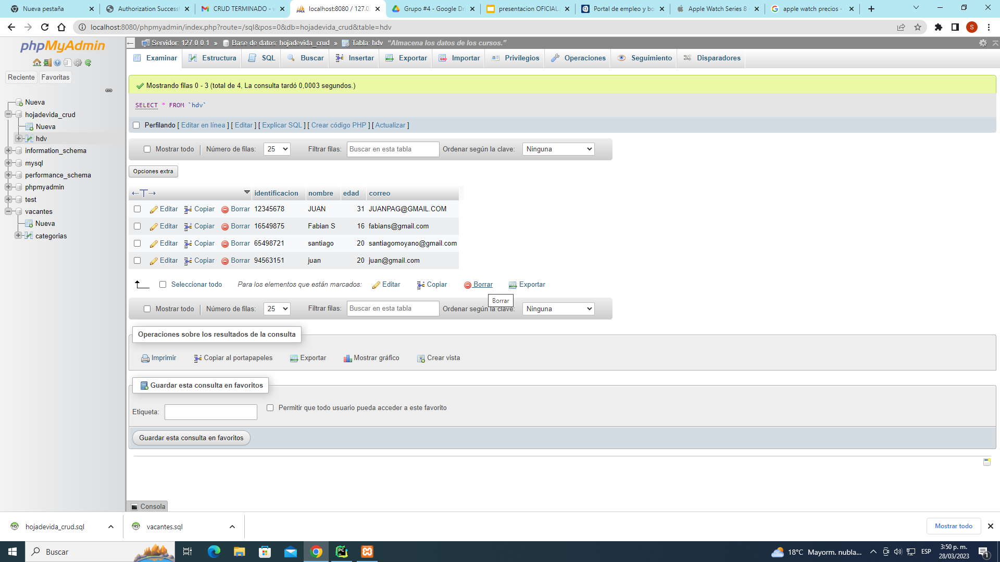 Nueva pestaña
Authorization Successf
CRUD TERMINADO - v
localhost:8080 / 127.0.
Grupo #4 - Google Dri
presentacion OFICIAL.
Portal de empleo y bo
Apple Watch Series 8 -
apple watch precios -
localhost:8080/phpmyadmin/index.php?route=/sql&pos=0&db=hojadevida_crud&table=hdv
S
phpMyAdmin
Reciente Favoritas
Nueva
hojadevida_crud
Nueva
hdv
information_schema
mysql
performance_schema
phpmyadmin
test
vacantes
Nueva
categorias
Servidor: 127.0.0.1 » Base de datos: hojadevida_crud » Tabla: hdv “Almacena los datos de los cursos.”
Examinar Estructura SQL Buscar Insertar Exportar Importar Privilegios Operaciones Seguimiento Disparadores
Mostrando filas 0 - 3 (total de 4, La consulta tardó 0,0003 segundos.)
SELECT * FROM `hdv`
Perfilando [ Editar en línea ] [ Editar ] [ Explicar SQL ] [ Crear código PHP ] [ Actualizar ]
Mostrar todo Número de filas: 25 Filtrar filas: Buscar en esta tabla Ordenar según la clave: Ninguna
Opciones extra
←T→ identificacion nombre edad correo
Editar Copiar Borrar 12345678 JUAN 31 JUANPAG@GMAIL.COM
Editar Copiar Borrar 16549875 Fabian S 16 fabians@gmail.com
Editar Copiar Borrar 65498721 santiago 20 santiagomoyano@gmail.com
Editar Copiar Borrar 94563151 juan 20 juan@gmail.com
Seleccionar todo Para los elementos que están marcados: Editar Copiar Borrar Exportar
Borrar
Mostrar todo Número de filas: 25 Filtrar filas: Buscar en esta tabla Ordenar según la clave: Ninguna
Operaciones sobre los resultados de la consulta
Imprimir Copiar al portapapeles Exportar Mostrar gráfico Crear vista
Guardar esta consulta en favoritos
Etiqueta: Permitir que todo usuario pueda acceder a este favorito
Guardar esta consulta en favoritos
Consola
hojadevida_crud.sql
vacantes.sql
Mostrar todo
Buscar
18°C Mayorm. nubla...
ESP
3:50 p. m.
28/03/2023
1